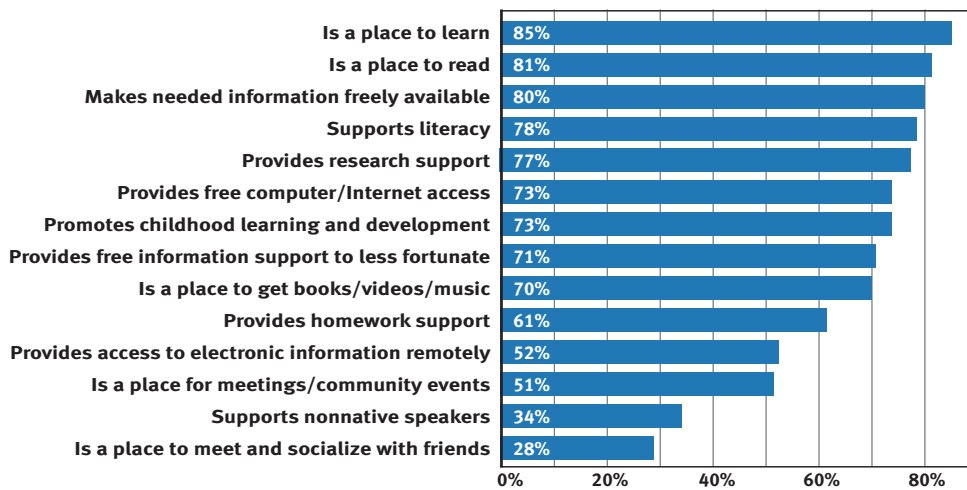 Is a place to learn 85%
Is a place to read 81%
Makes needed information freely available 80%
Supports literacy 78%
Provides research support 77%
Provides free computer/Internet access 73%
Promotes childhood learning and development 73%
Provides free information support to less fortunate 71%
Is a place to get books/videos/music 70%
Provides homework support 61%
Provides access to electronic information remotely 52%
Is a place for meetings/community events 51%
Supports nonnative speakers 34%
Is a place to meet and socialize with friends 28%
0% 20% 40% 60% 80%